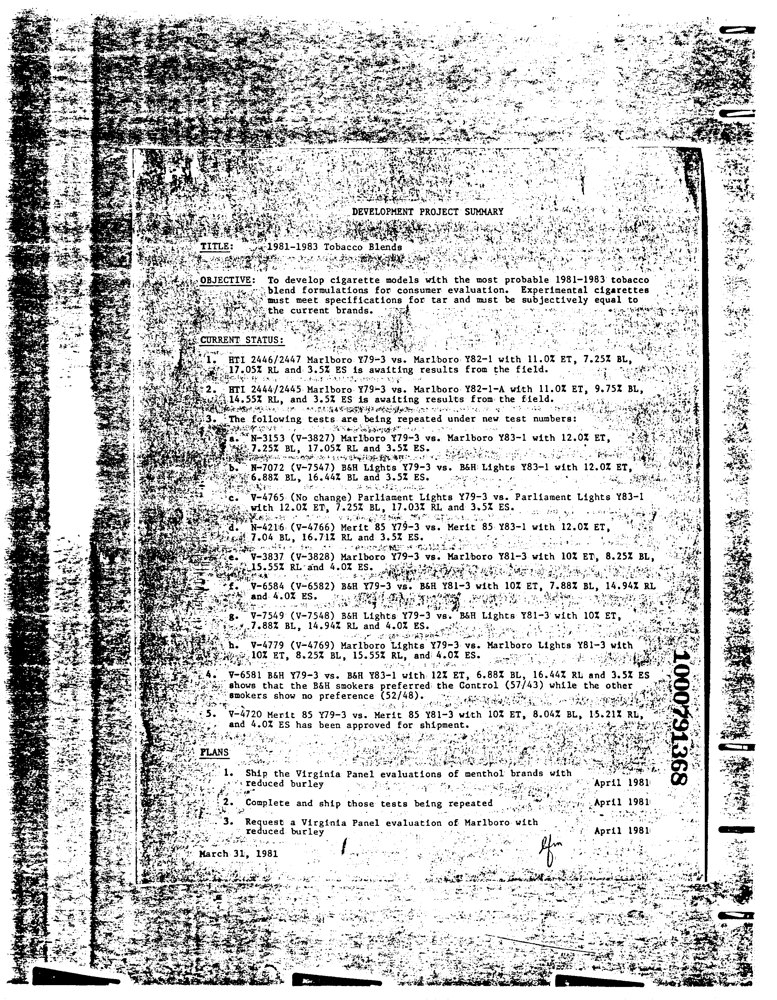 DEVELOPMENT PROJECT SUMMARY
TITLE: 1981-1983 Tobacco Blends
OBJECTIVE: To develop cigarette models with the most probable 1981-1983 tobacco
blend formulations for consumer evaluation. Experimental cigarettes
must meet specifications for tar and must be subjectively equal to
the current brands.
CURRENT STATUS:
1. HTI 2446/2447 Marlboro Y79-3 vs. Marlboro Y82-1 with 11.0% ET, 7.25% BL,
17.05% RL and 3.5% ES is awaiting results from the field.
2. HTI 2444/2445 Marlboro Y79-3 vs. Marlboro Y82-1-A with 11.0% ET, 9.75% BL,
14.55% RL, and 3.5% ES is awaiting results from the field.
3. The following tests are being repeated under new test numbers:
a. N-3153 (V-3827) Marlboro Y79-3 vs. Marlboro Y83-1 with 12.0% ET,
7.25% BL, 17.05% RL and 3.5% ES.
b. N-7072 (V-7547) B&H Lights Y79-3 vs. B&H Lights Y83-1 with 12.0% ET,
6.88% BL, 16.44% BL and 3.5% ES.
c. V-4765 (No change) Parliament Lights Y79-3 vs. Parliament Lights Y83-1
with 12.0% ET, 7.25% BL, 17.03% RL and 3.5% ES.
d. N-4216 (V-4766) Merit 85 Y79-3 vs. Merit 85 Y83-1 with 12.0% ET,
7.04 BL, 16.71% RL and 3.5% ES.
e. V-3837 (V-3828) Marlboro Y79-3 vs. Marlboro Y81-3 with 10% ET, 8.25% BL,
15.55% RL and 4.0% ES.
f. V-6584 (V-6582) B&H Y79-3 vs. B&H Y81-3 with 10% ET, 7.88% BL, 14.94% RL
and 4.0% ES.
g. V-7549 (V-7548) B&H Lights Y79-3 vs. B&H Lights Y81-3 with 10% ET,
7.88% BL, 14.94% RL and 4.0% ES.
h. V-4779 (V-4769) Marlboro Lights Y79-3 vs. Marlboro Lights Y81-3 with
10% ET, 8.25% BL, 15.55% RL, and 4.0% ES.
4. V-6581 B&H Y79-3 vs. B&H Y83-1 with 12% ET, 6.88% BL, 16.44% RL and 3.5% ES
shows that the B&H smokers preferred the Control (57/43) while the other
smokers show no preference (52/48).
5. V-4720 Merit 85 Y79-3 vs. Merit 85 Y81-3 with 10% ET, 8.04% BL, 15.21% RL,
and 4.0% ES has been approved for shipment.
PLANS
1. Ship the Virginia Panel evaluations of menthol brands with
reduced burley April 1981
2. Complete and ship those tests being repeated April 1981
3. Request a Virginia Panel evaluation of Marlboro with
reduced burley April 1981
March 31, 1981
1000791368